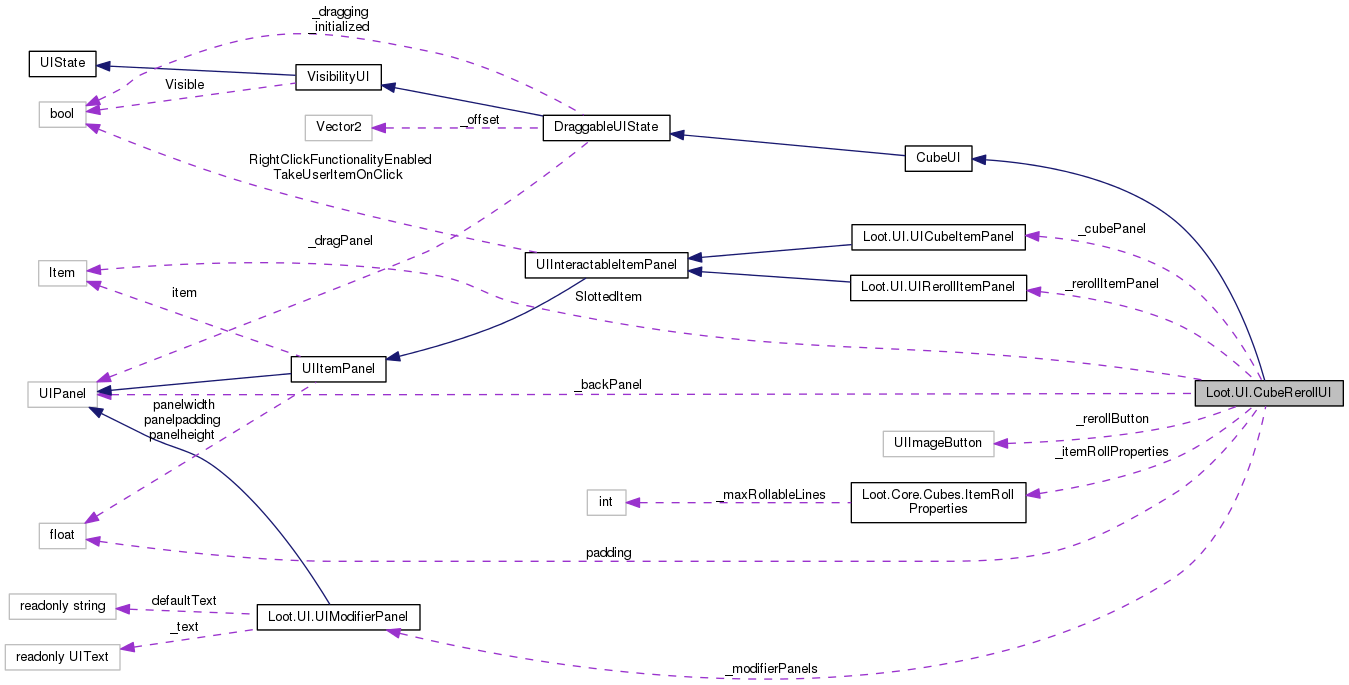 _dragging
_initialized
UIState
VisibilityUI
Visible
bool
Vector2
_offset
DraggableUIState
CubeUI
RightClickFunctionalityEnabled
TakeUserItemOnClick
_dragPanel
Loot.UI.UICubeItemPanel
_cubePanel
Item
UIInteractableItemPanel
Loot.UI.UIRerollItemPanel
_rerollItemPanel
item
SlottedItem
UIItemPanel
UIPanel
_backPanel
Loot.UI.CubeRerollUI
panelwidth
panelpadding
panelheight
_rerollButton
UIImageButton
_itemRollProperties
int
_maxRollableLines
Loot.Core.Cubes.ItemRoll
Properties
float
padding
readonly string
defaultText
Loot.UI.UIModifierPanel
_text
readonly UIText
_modifierPanels